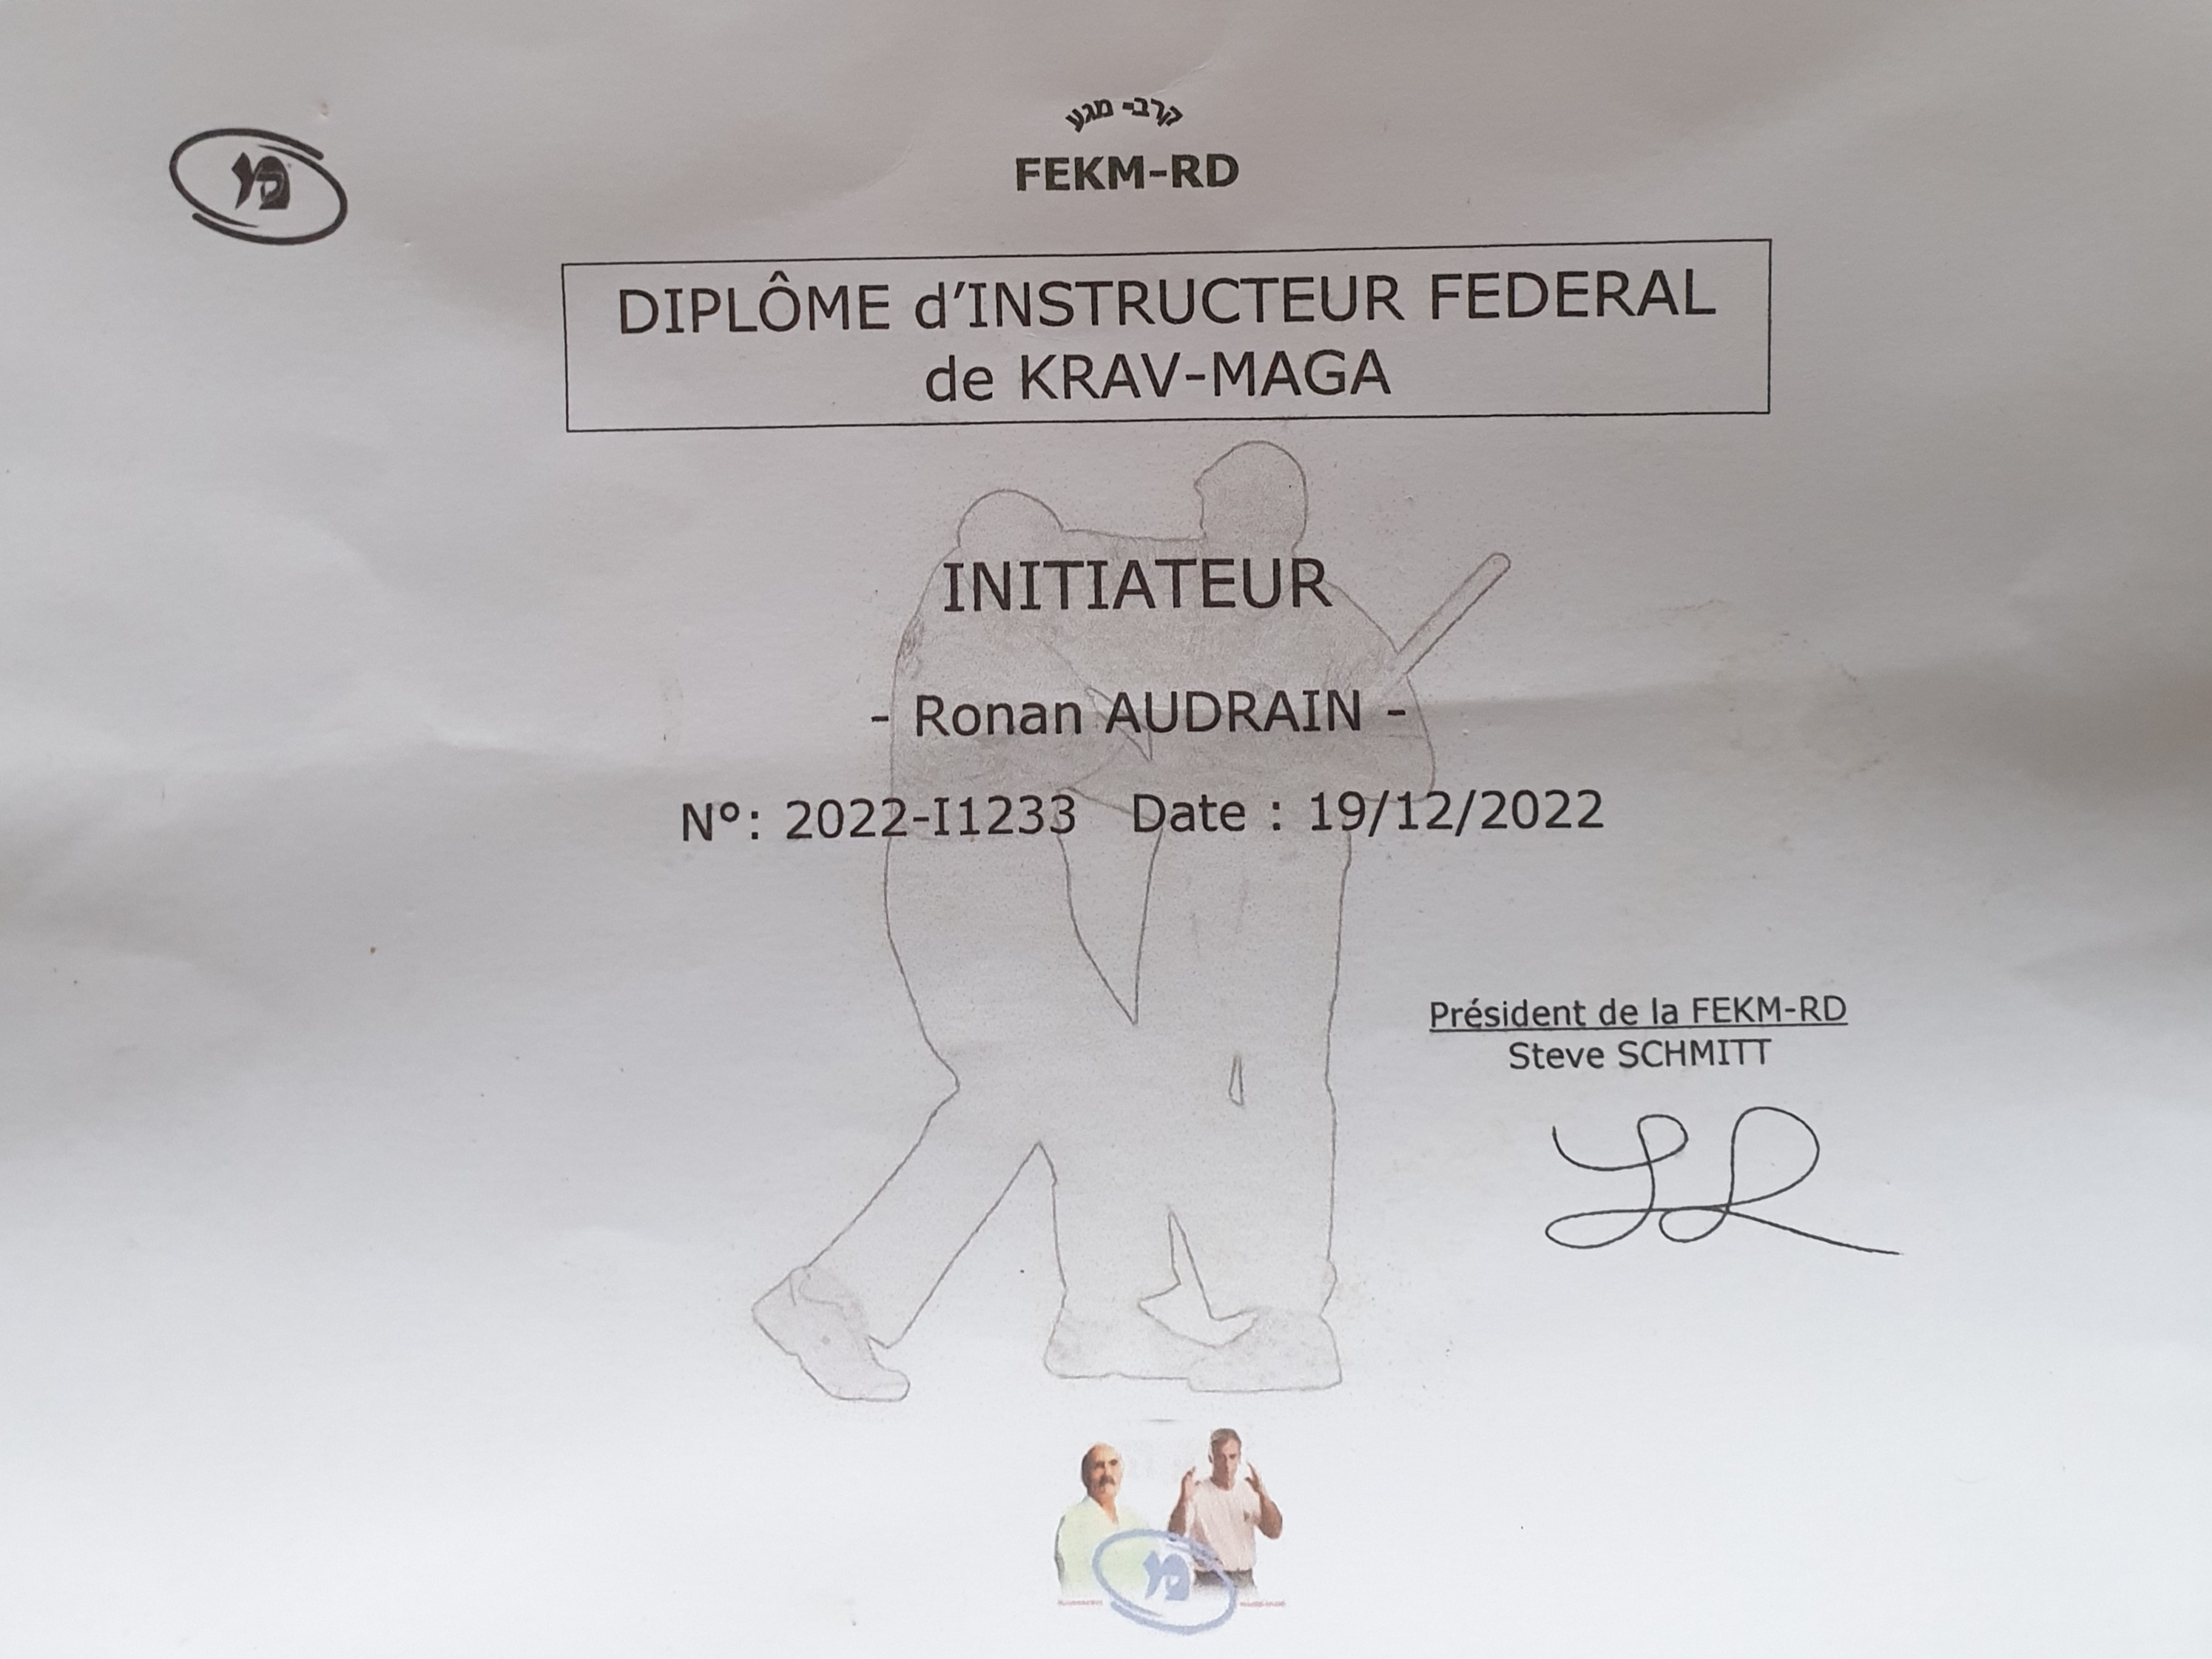 קרב- מגע
FEKM-RD
DIPLÔME d'INSTRUCTEUR FEDERAL
de KRAV-MAGA
INITIATEUR
- Ronan AUDRAIN -
N°: 2022-I1233 Date : 19/12/2022
Président de la FEKM-RD
Steve SCHMITT